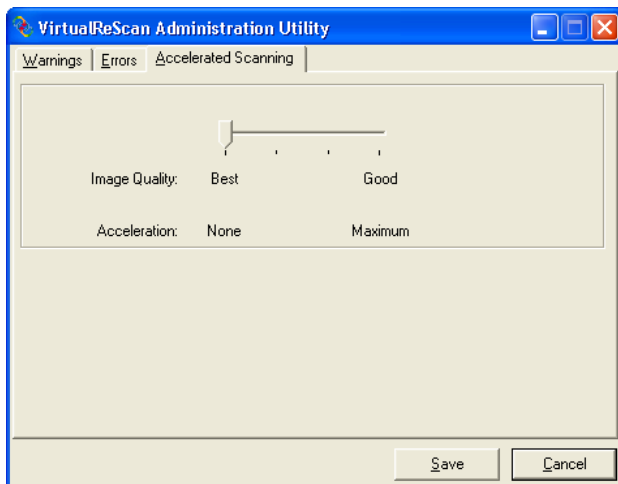 VirtualReScan Administration Utility
Warnings Errors Accelerated Scanning
Image Quality: Best Good
Acceleration: None Maximum
Save Cancel